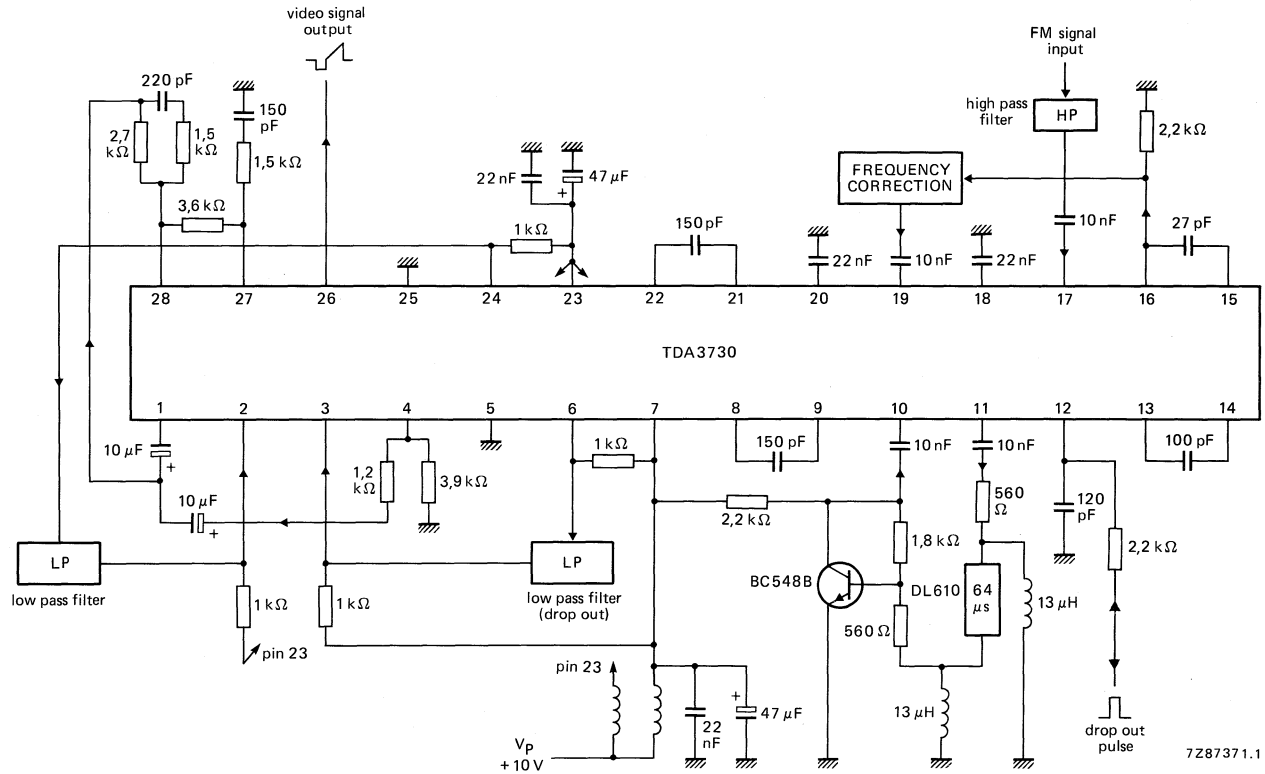 video signal
output
FM signal
input
220 pF
150
pF
high pass
filter
HP
2,2 kΩ
2,7
kΩ
1,5
kΩ
1,5 kΩ
22 nF
47 µF
+
FREQUENCY
CORRECTION
3,6 kΩ
1 kΩ
150 pF
22 nF
10 nF
22 nF
10 nF
27 pF
28
27
26
25
24
23
22
21
20
19
18
17
16
15
TDA3730
1
2
3
4
5
6
7
8
9
10
11
12
13
14
10 µF
+
10 µF
+
1,2
kΩ
3,9 kΩ
1 kΩ
150 pF
10 nF
10 nF
100 pF
2,2 kΩ
560
Ω
120
pF
2,2 kΩ
LP
low pass filter
1 kΩ
1 kΩ
LP
low pass filter
(drop out)
1,8 kΩ
BC548B
DL610
64
µs
13 µH
560 Ω
pin 23
pin 23
22
nF
+
47 µF
13 µH
VP
+10 V
drop out
pulse
7Z87371.1